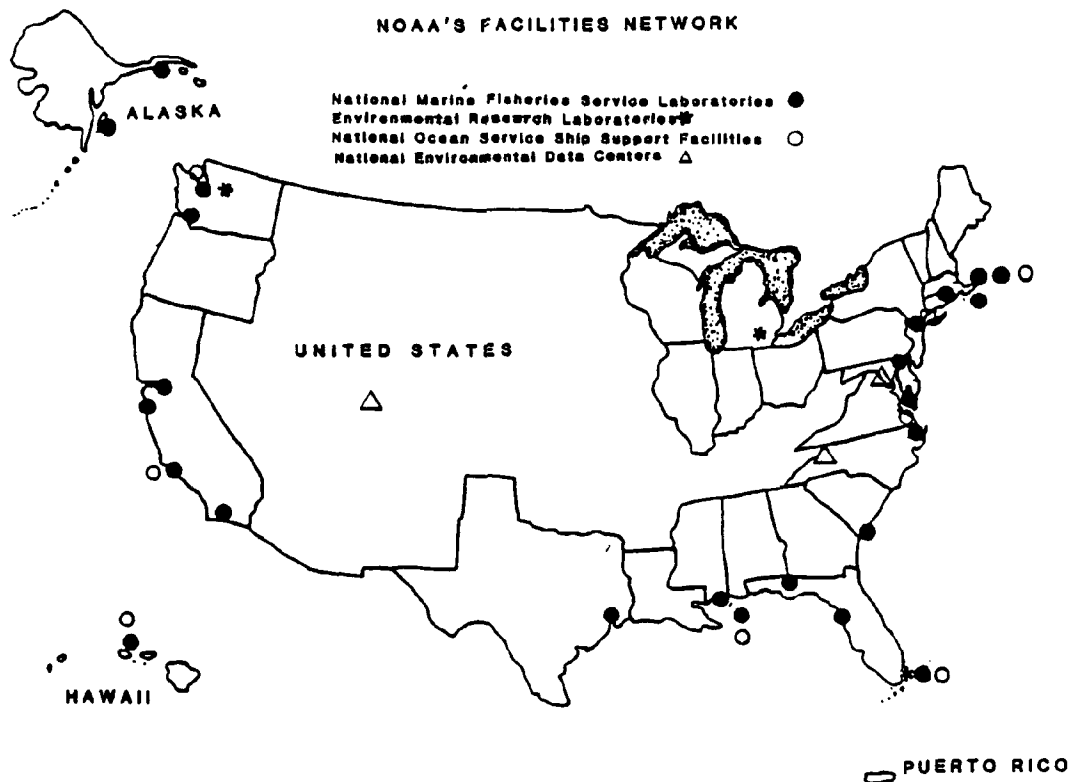 NOAA'S FACILITIES NETWORK
National Marine Fisheries Service Laboratories
Environmental Research Laboratories
National Ocean Service Ship Support Facilities
National Environmental Data Centers
ALASKA
UNITED STATES
HAWAII
PUERTO RICO